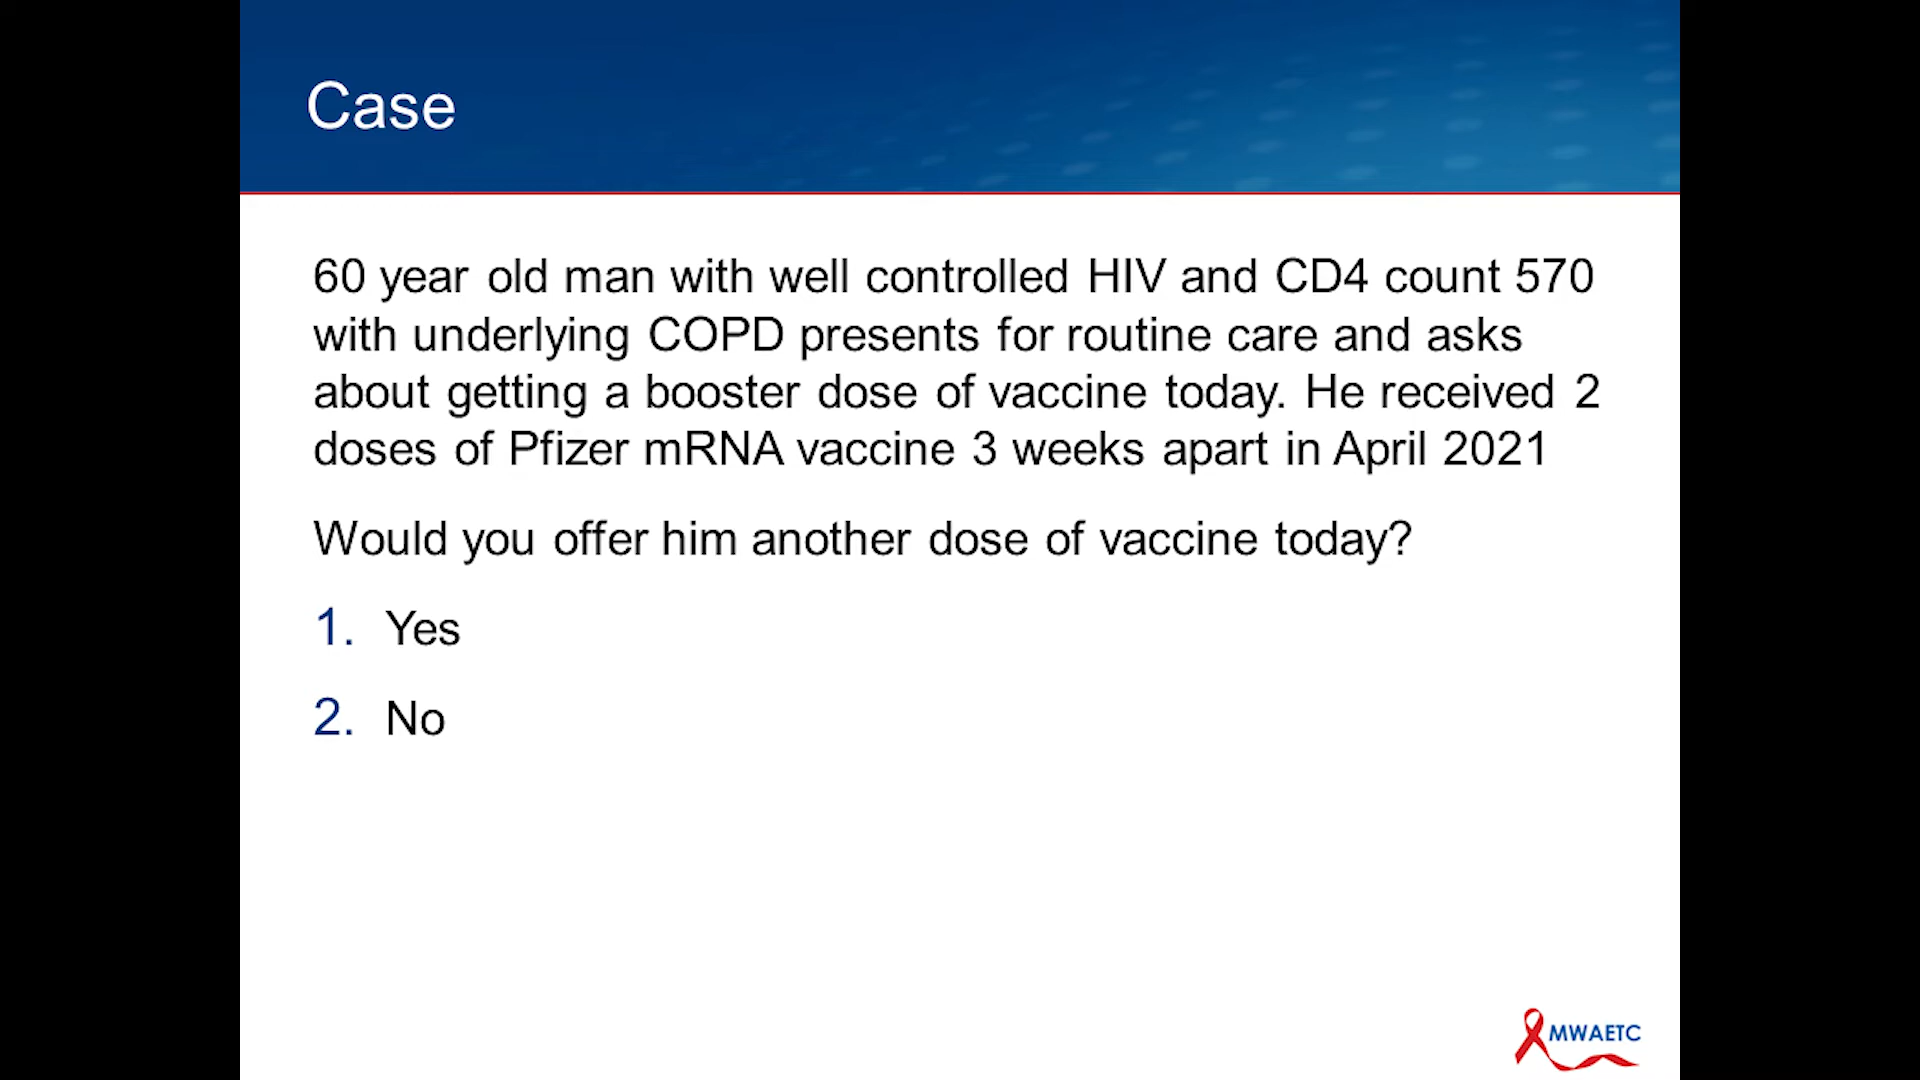 Case
60 year old man with well controlled HIV and CD4 count 570
with underlying COPD presents for routine care and asks
about getting a booster dose of vaccine today. He received 2
doses of Pfizer mRNA vaccine 3 weeks apart in April 2021
Would you offer him another dose of vaccine today?
1. Yes
2. No
MWAETC